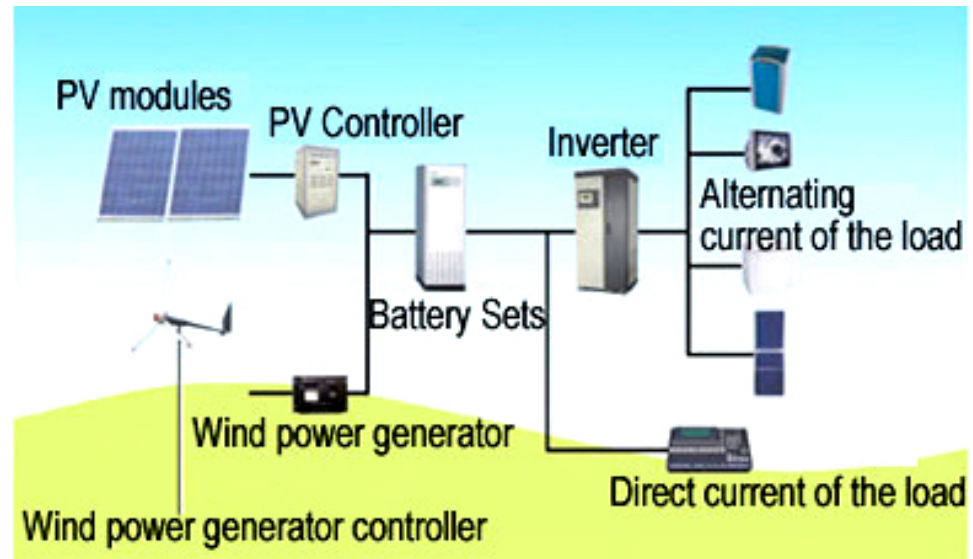 PV modules
PV Controller
Inverter
Alternating
current of the load
Battery Sets
Wind power generator
Direct current of the load
Wind power generator controller